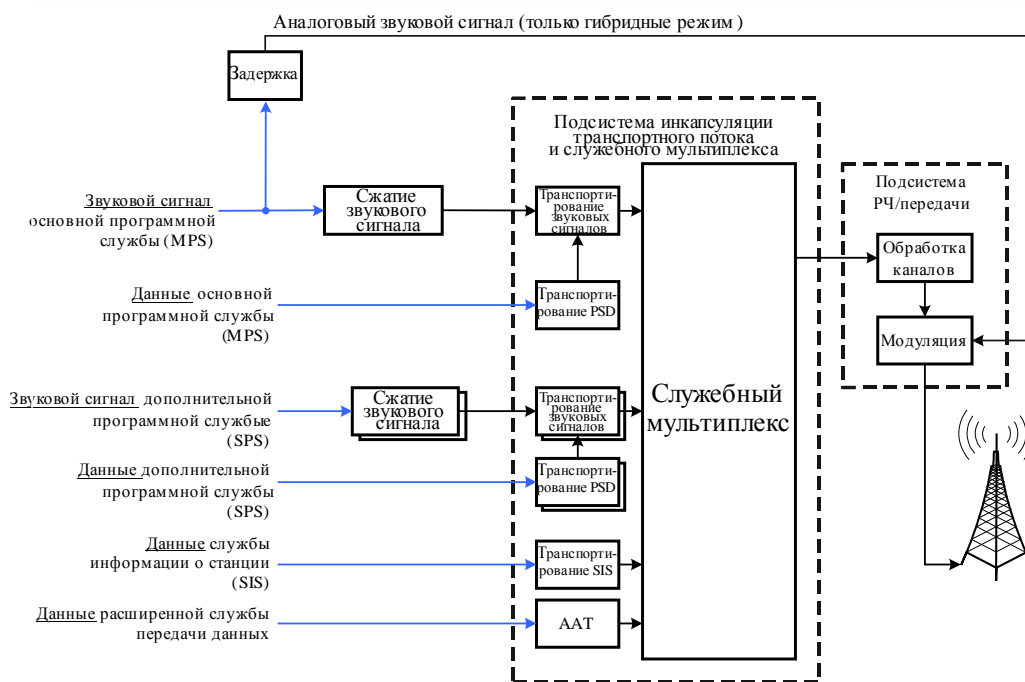 Аналоговый звуковой сигнал (только гибридные режим )
Задержка
Подсистема инкапсуляции
транспортного потока
и служебного мультиплекса
Звуковой сигнал
основной программной
службы (MPS)
Сжатие
звукового
сигнала
Транспорти-
рование
звуковых
сигналов
Подсистема
РЧ/передачи
Обработка
каналов
Данные основной
программной службы
(MPS)
Транспорти-
рование PSD
Модуляция
Звуковой сигнал дополнительной
программной службые
(SPS)
Сжатие
звукового
сигнала
Транспорти-
рование
звуковых
сигналов
Служебный
мультиплекс
Данные дополнительной
программной службы
(SPS)
Транспорти-
рование PSD
Данные службы
информации о станции
(SIS)
Транспорти-
рование SIS
Данные расширенной службы
передачи данных
ААТ